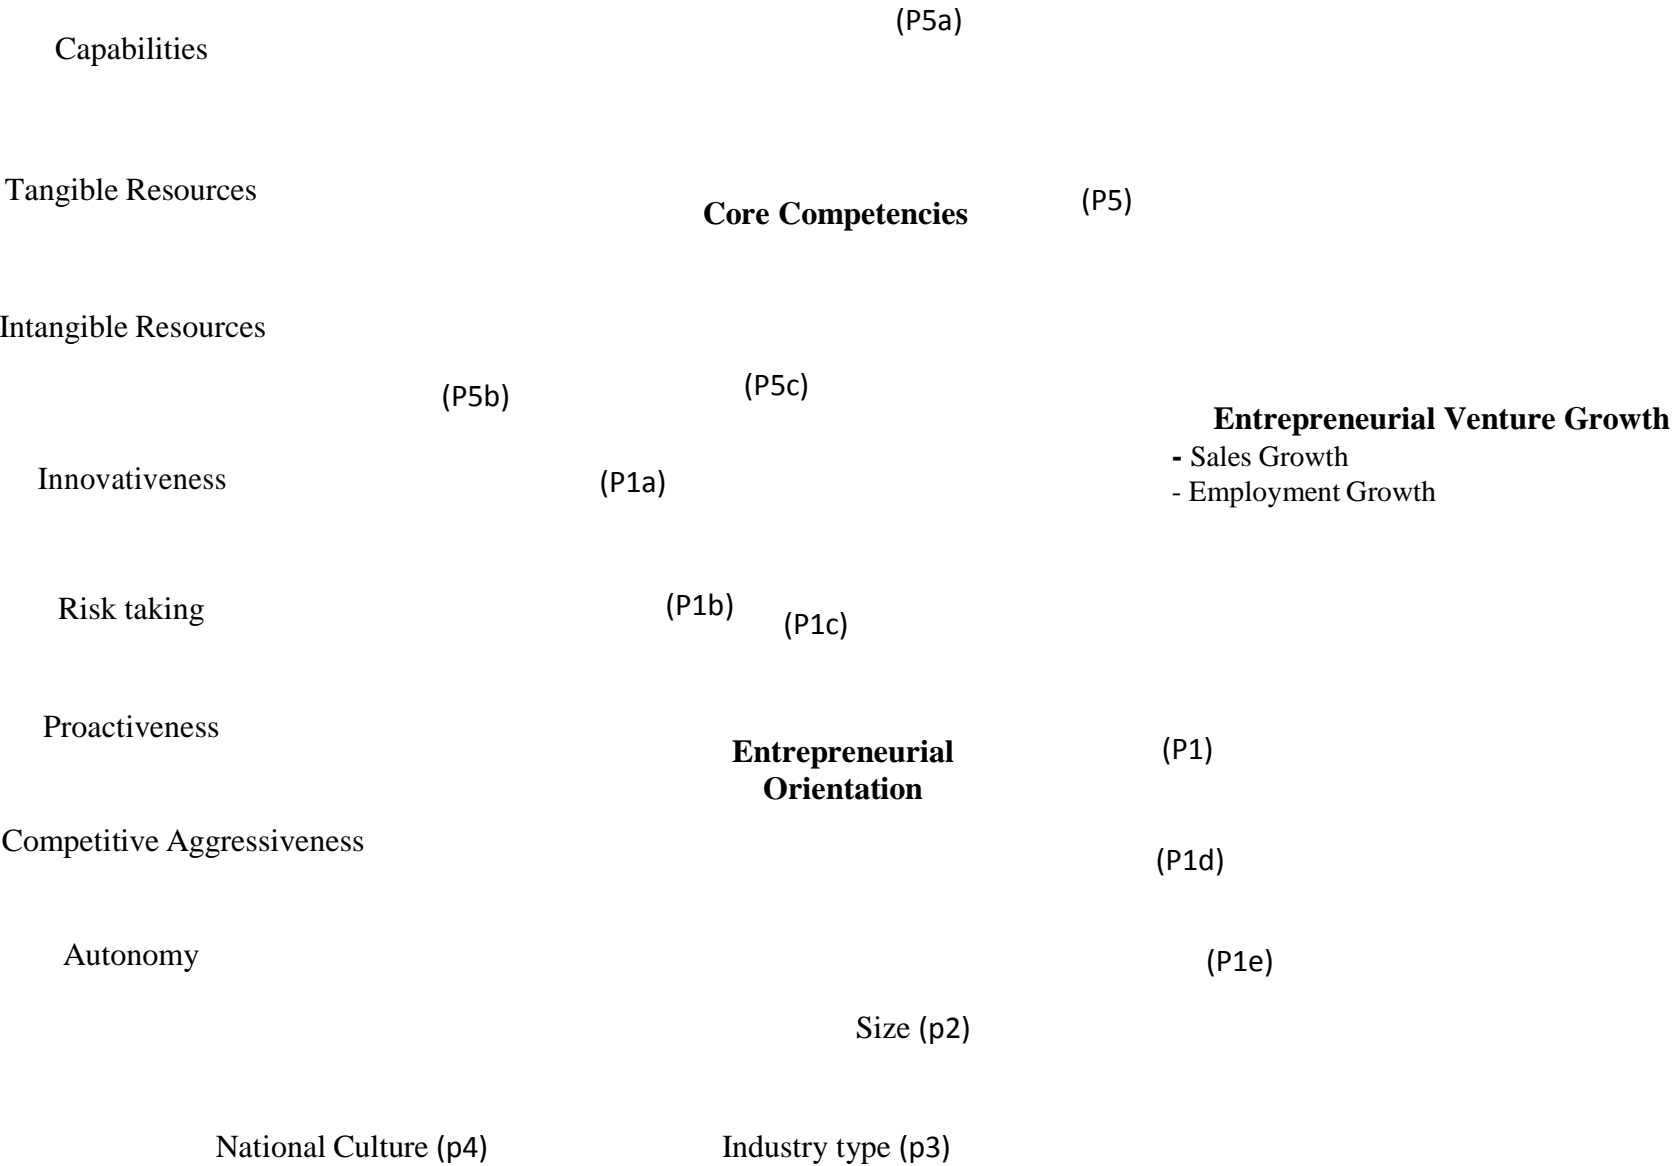 (P5a)
Capabilities
Tangible Resources
Core Competencies
(P5)
Intangible Resources
(P5b)
(P5c)
Entrepreneurial Venture Growth
- Sales Growth
- Employment Growth
Innovativeness
(P1a)
Risk taking
(P1b)
(P1c)
Proactiveness
Entrepreneurial
Orientation
(P1)
Competitive Aggressiveness
(P1d)
Autonomy
(P1e)
Size (p2)
National Culture (p4)
Industry type (p3)